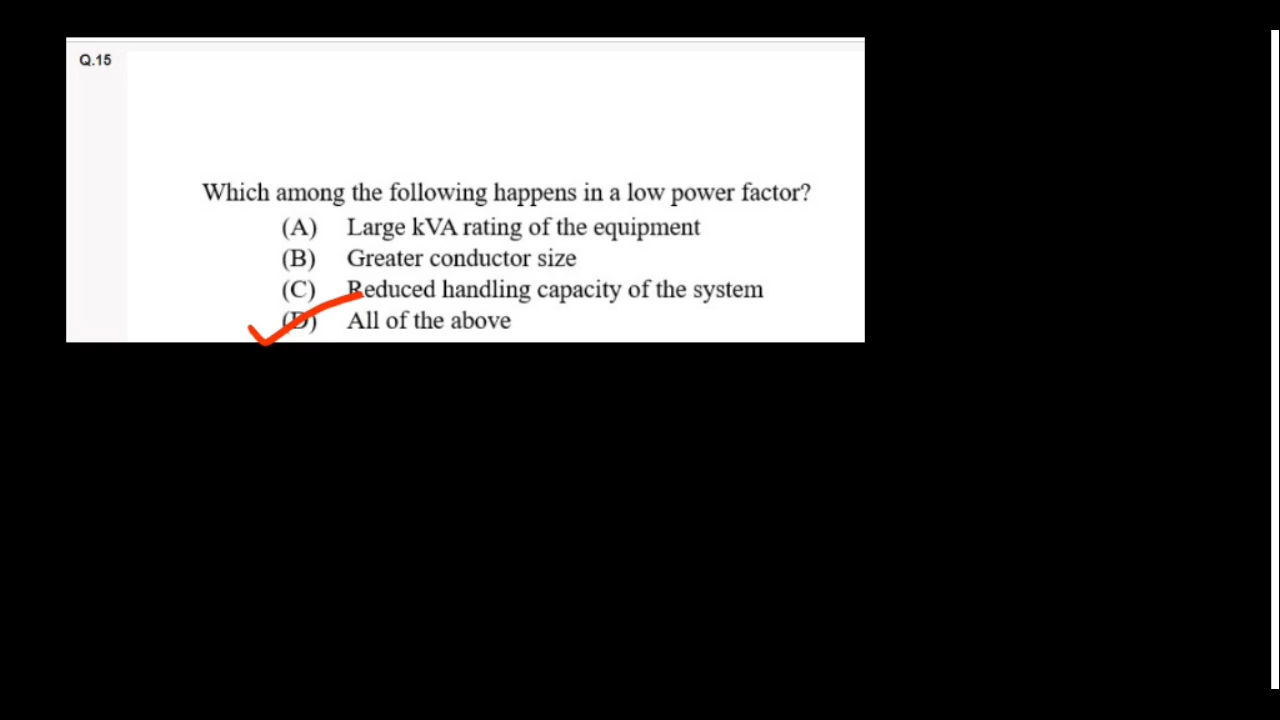 Q.15
Which among the following happens in a low power factor?
(A) Large kVA rating of the equipment
(B) Greater conductor size
(C) Reduced handling capacity of the system
(D) All of the above